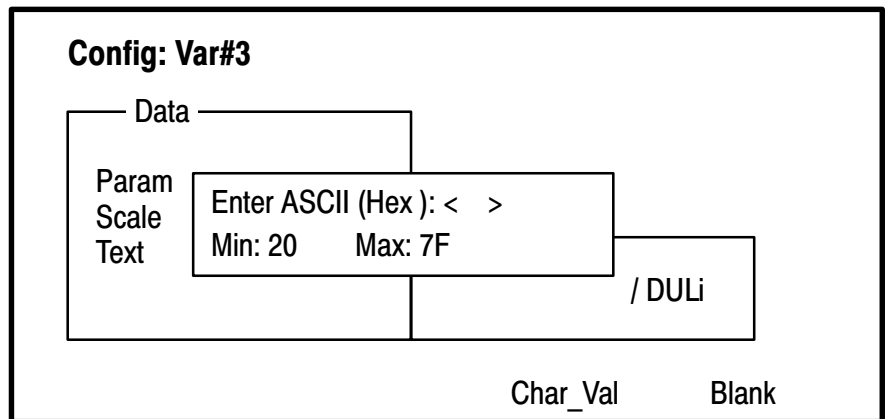 Config: Var#3
Data
Param
Scale
Text
Enter ASCII (Hex ): <   >
Min: 20   Max: 7F
/ DULi
Char_Val   Blank